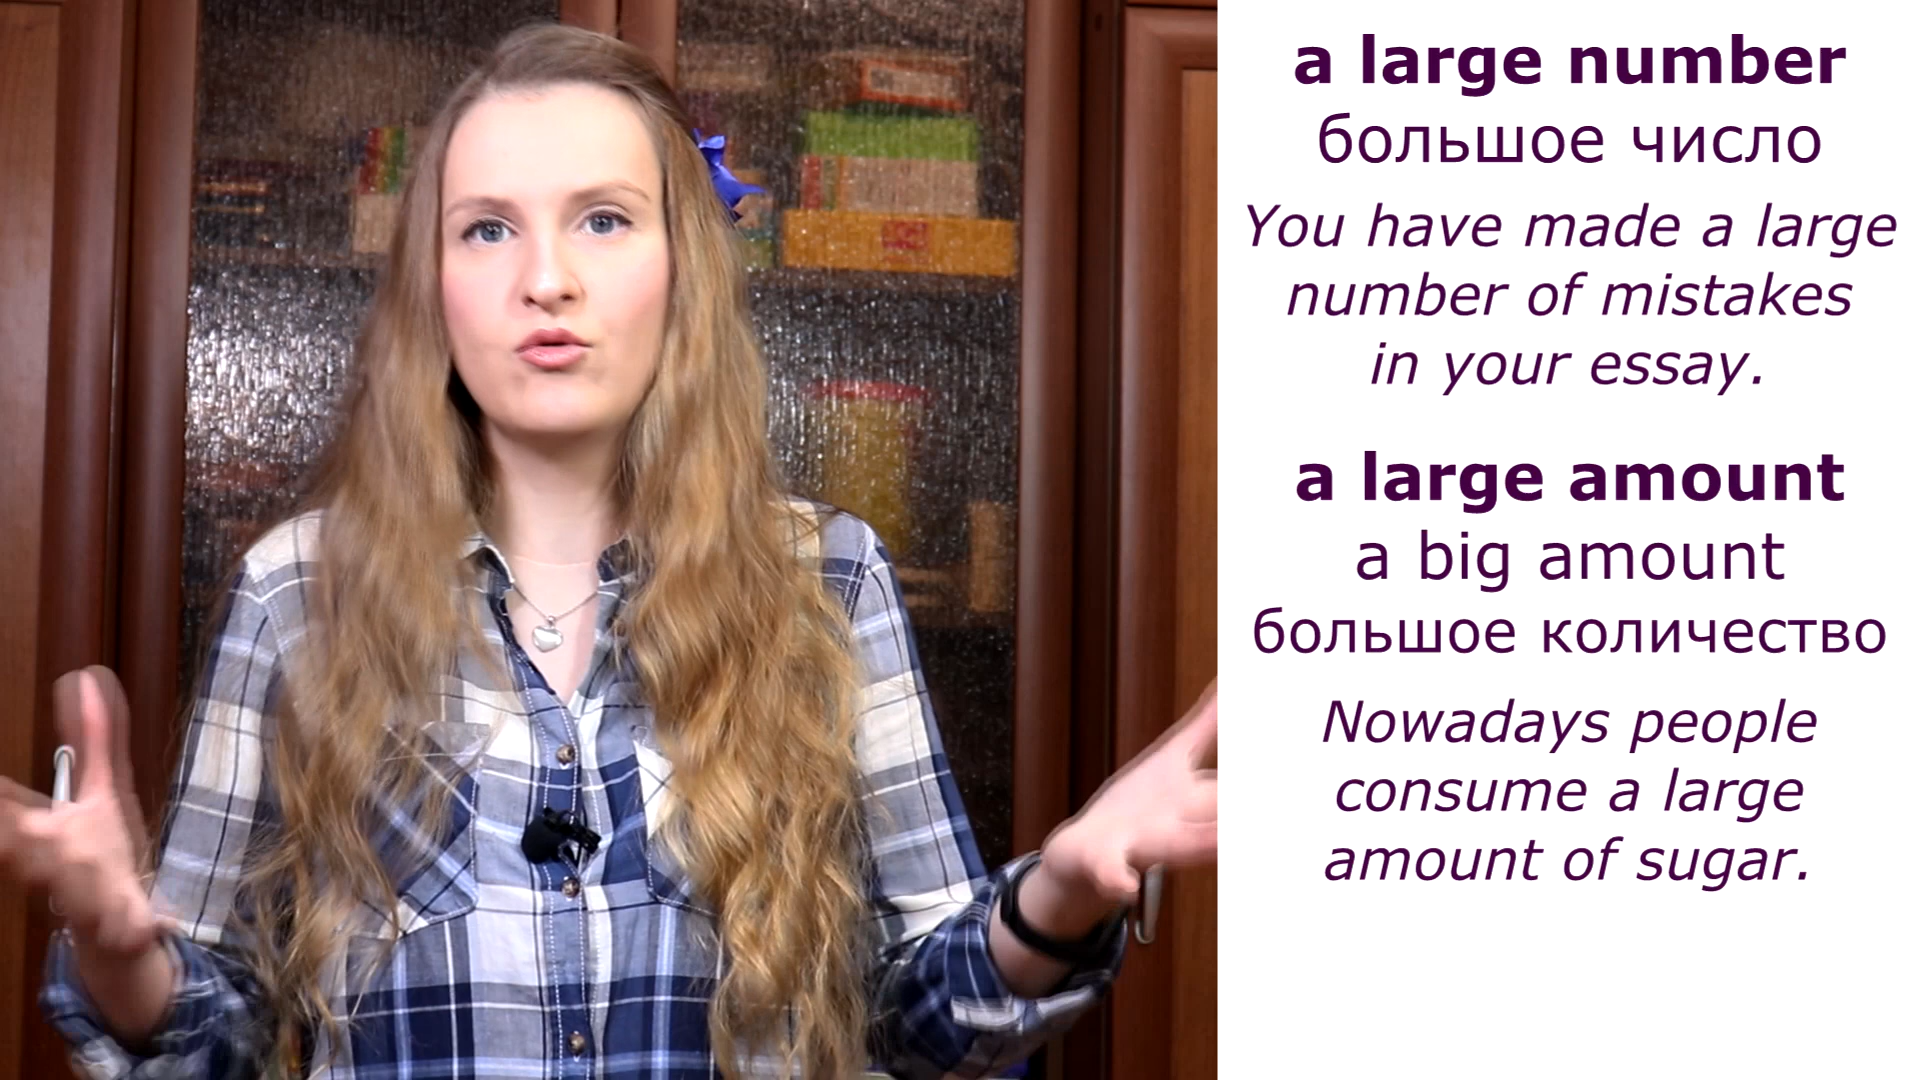 a large number
большое число
You have made a large
number of mistakes
in your essay.
a large amount
a big amount
большое количество
Nowadays people
consume a large
amount of sugar.